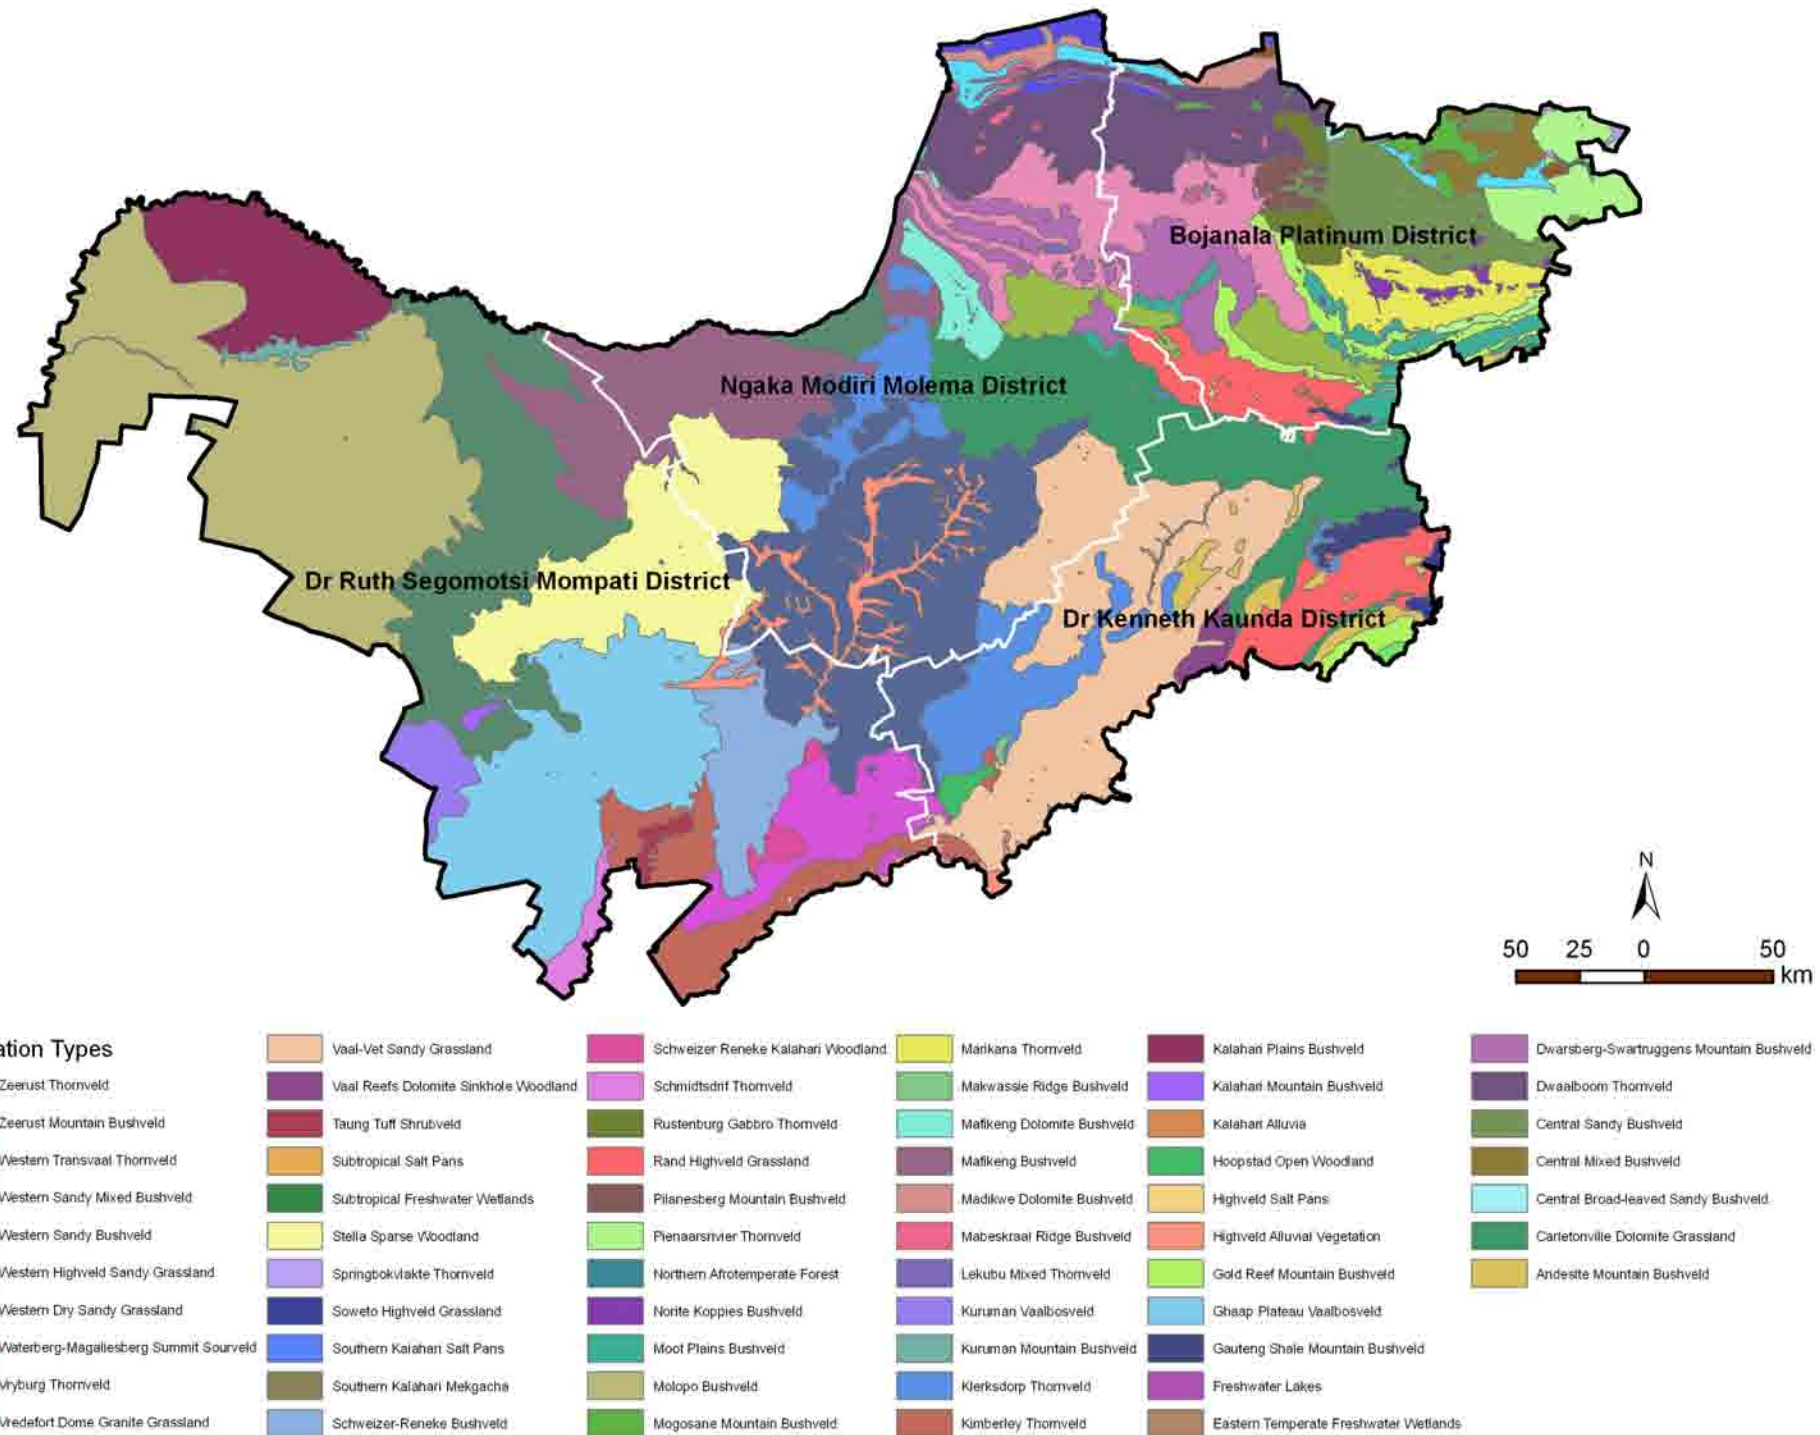 Bojanala Platinum District
Ngaka Modiri Molema District
Dr Ruth Segomotsi Mompati District
Dr Kenneth Kaunda District
N
50 25 0 50
km
ation Types
Zeerust Thornveld
Zeerust Mountain Bushveld
Western Transvaal Thornveld
Western Sandy Mixed Bushveld
Western Sandy Bushveld
Western Highveld Sandy Grassland
Western Dry Sandy Grassland
Waterberg-Magaliesberg Summit Sourveld
Vryburg Thornveld
Vredefort Dome Granite Grassland
Vaal-Vet Sandy Grassland
Vaal Reefs Dolomite Sinkhole Woodland
Taung Tuff Shrubveld
Subtropical Salt Pans
Subtropical Freshwater Wetlands
Stella Sparse Woodland
Springbokvlakte Thornveld
Soweto Highveld Grassland
Southern Kalahari Salt Pans
Southern Kalahari Mekgacha
Schweizer-Reneke Bushveld
Schweizer Reneke Kalahari Woodland
Schmidtsdrif Thornveld
Rustenburg Gabbro Thornveld
Rand Highveld Grassland
Pilanesberg Mountain Bushveld
Pienaarsrivier Thornveld
Northern Afrotemperate Forest
Norite Koppies Bushveld
Moot Plains Bushveld
Molopo Bushveld
Mogosane Mountain Bushveld
Marikana Thornveld
Makwassie Ridge Bushveld
Mafikeng Dolomite Bushveld
Mafikeng Bushveld
Madikwe Dolomite Bushveld
Mabeskraal Ridge Bushveld
Lekubu Mixed Thornveld
Kuruman Vaalbosveld
Kuruman Mountain Bushveld
Klerksdorp Thornveld
Kimberley Thornveld
Kalahari Plains Bushveld
Kalahari Mountain Bushveld
Kalahari Alluvia
Hoopstad Open Woodland
Highveld Salt Pans
Highveld Alluvial Vegetation
Gold Reef Mountain Bushveld
Ghaap Plateau Vaalbosveld
Gauteng Shale Mountain Bushveld
Freshwater Lakes
Eastern Temperate Freshwater Wetlands
Dwarsberg-Swartruggens Mountain Bushveld
Dwaalboom Thornveld
Central Sandy Bushveld
Central Mixed Bushveld
Central Broad-leaved Sandy Bushveld
Carletonville Dolomite Grassland
Andesite Mountain Bushveld